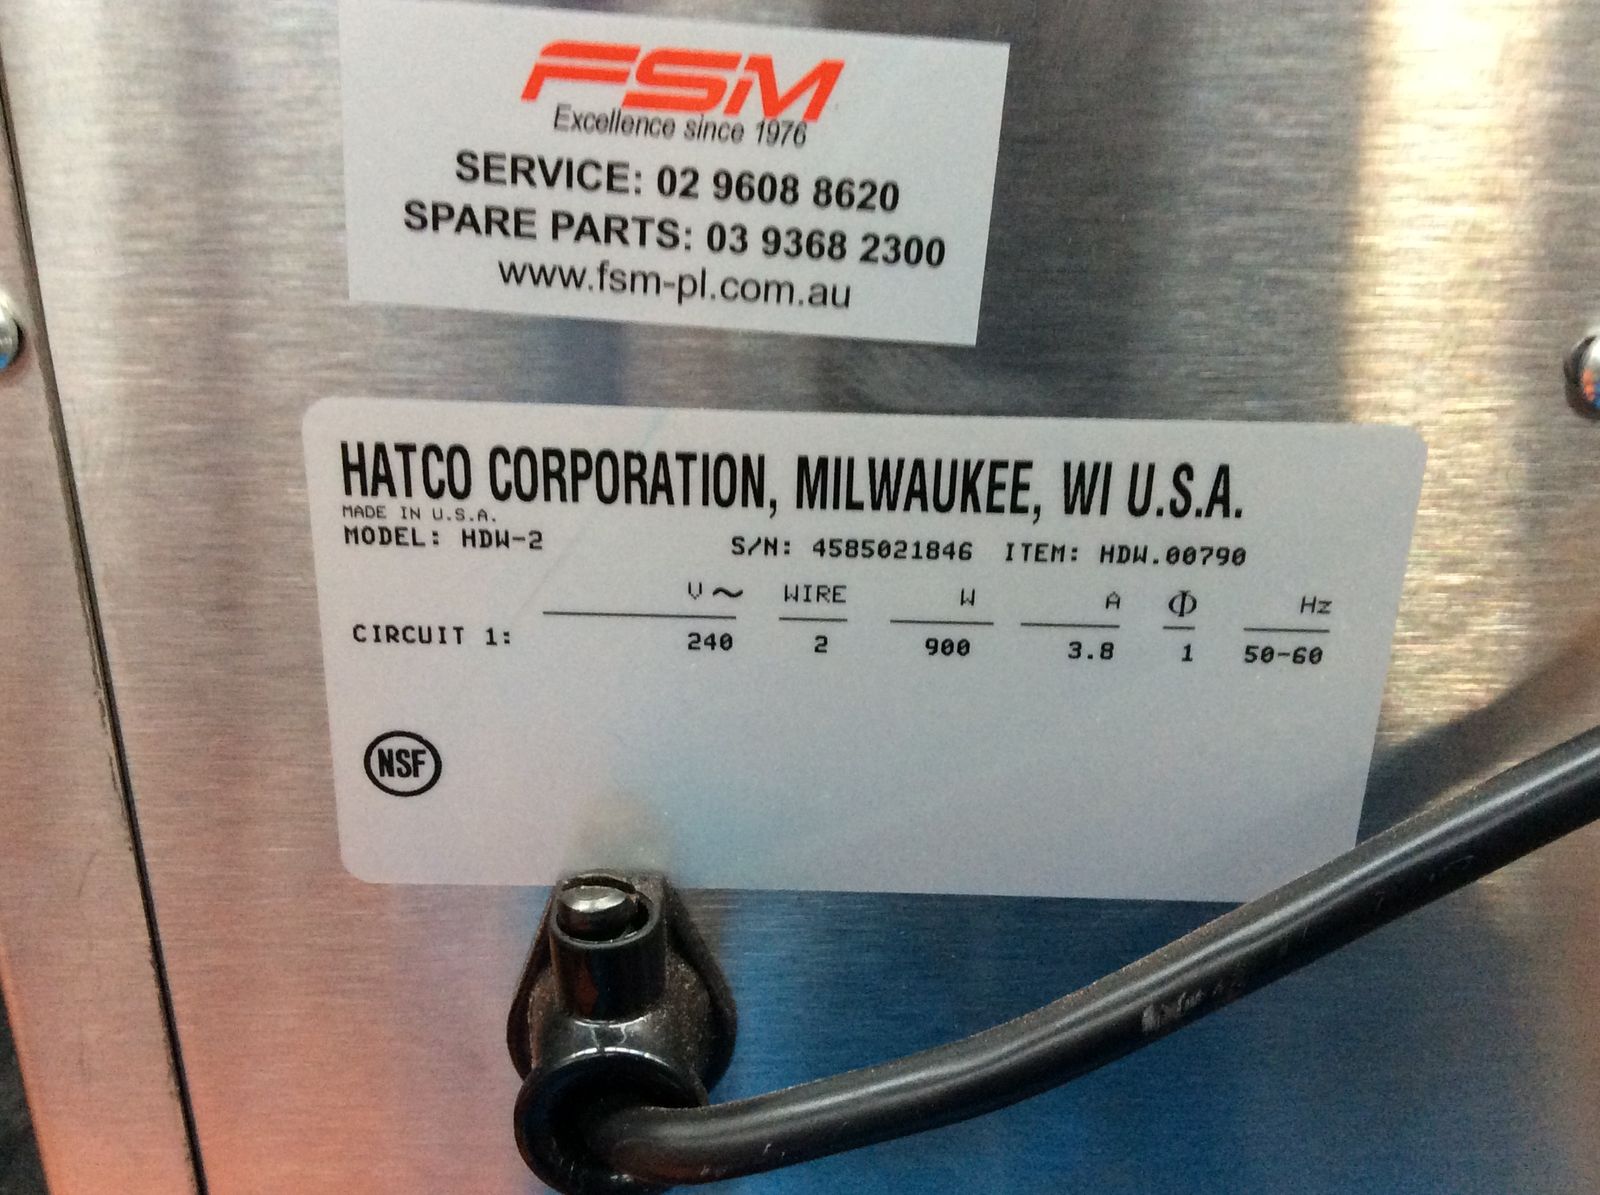 FSM
Excellence since 1976
SERVICE: 02 9608 8620
SPARE PARTS: 03 9368 2300
www.fsm-pl.com.au
HATCO CORPORATION, MILWAUKEE, WI U.S.A.
MADE IN U.S.A.
MODEL: HDW-2 S/N: 4585021846 ITEM: HDW.00790
V~ WIRE W A Φ Hz
CIRCUIT 1: 240 2 900 3.8 1 50-60
NSF